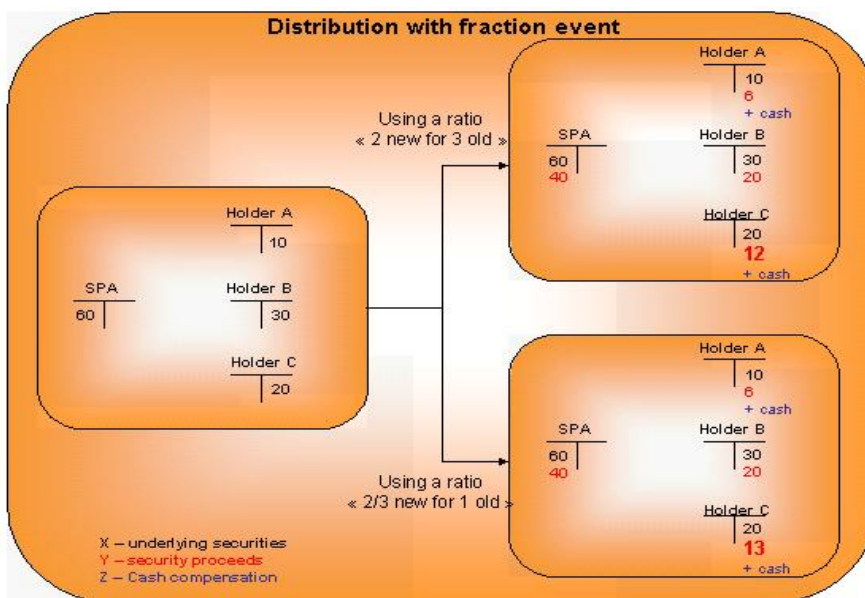 Distribution with fraction event
Holder A
10
SPA
60
Holder B
30
Holder C
20
Using a ratio
« 2 new for 3 old »
Holder A
10
6
+ cash
SPA
60
40
Holder B
30
20
Holder C
20
12
+ cash
Using a ratio
« 2/3 new for 1 old »
Holder A
10
6
+ cash
SPA
60
40
Holder B
30
20
Holder C
20
13
+ cash
X – underlying securities
Y – security proceeds
Z – Cash compensation